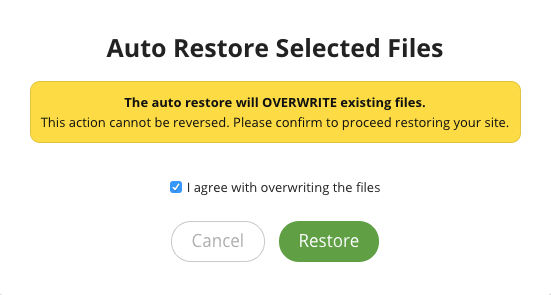 Auto Restore Selected Files
The auto restore will OVERWRITE existing files.
This action cannot be reversed. Please confirm to proceed restoring your site.
I agree with overwriting the files
Cancel
Restore